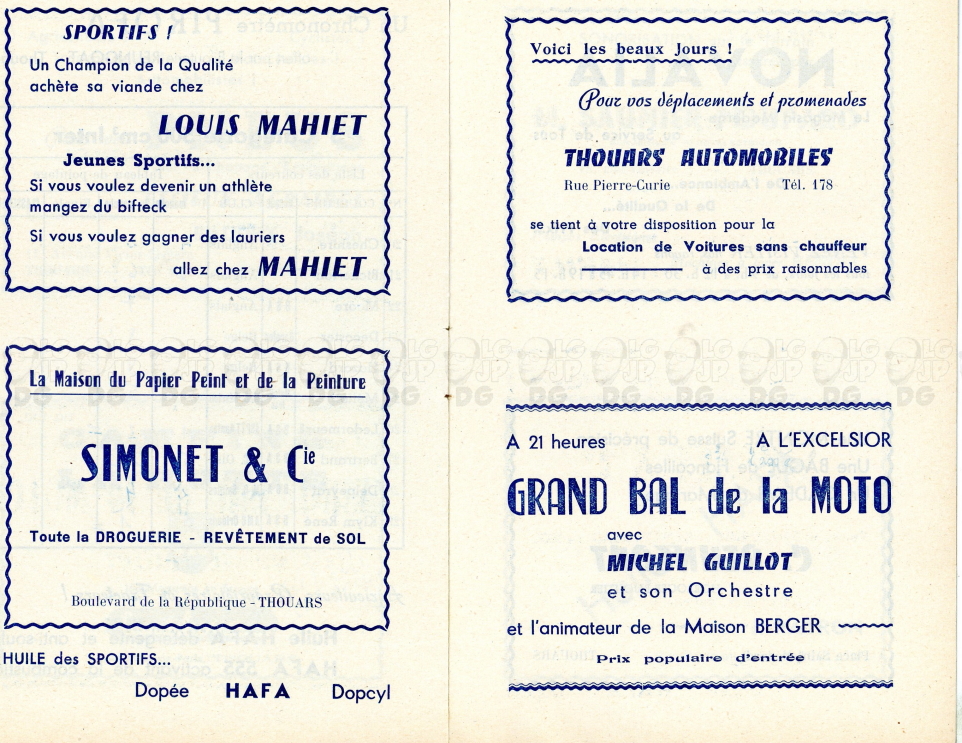 SPORTIFS !
Un Champion de la Qualité
achète sa viande chez
LOUIS MAHIET
Jeunes Sportifs...
Si vous voulez devenir un athlète
mangez du bifteck
Si vous voulez gagner des lauriers
allez chez MAHIET
La Maison du Papier Peint et de la Peinture
SIMONET & Cie
Toute la DROGUERIE - REVÊTEMENT de SOL
Boulevard de la République - THOUARS
HUILE des SPORTIFS...
Dopée HAFA Dopcyl
Voici les beaux Jours !
Pour vos déplacements et promenades
THOUARS AUTOMOBILES
Rue Pierre-Curie Tél. 178
se tient à votre disposition pour la
Location de Voitures sans chauffeur
à des prix raisonnables
A 21 heures A L'EXCELSIOR
GRAND BAL de la MOTO
avec
MICHEL GUILLOT
et son Orchestre
et l'animateur de la Maison BERGER
Prix populaire d'entrée